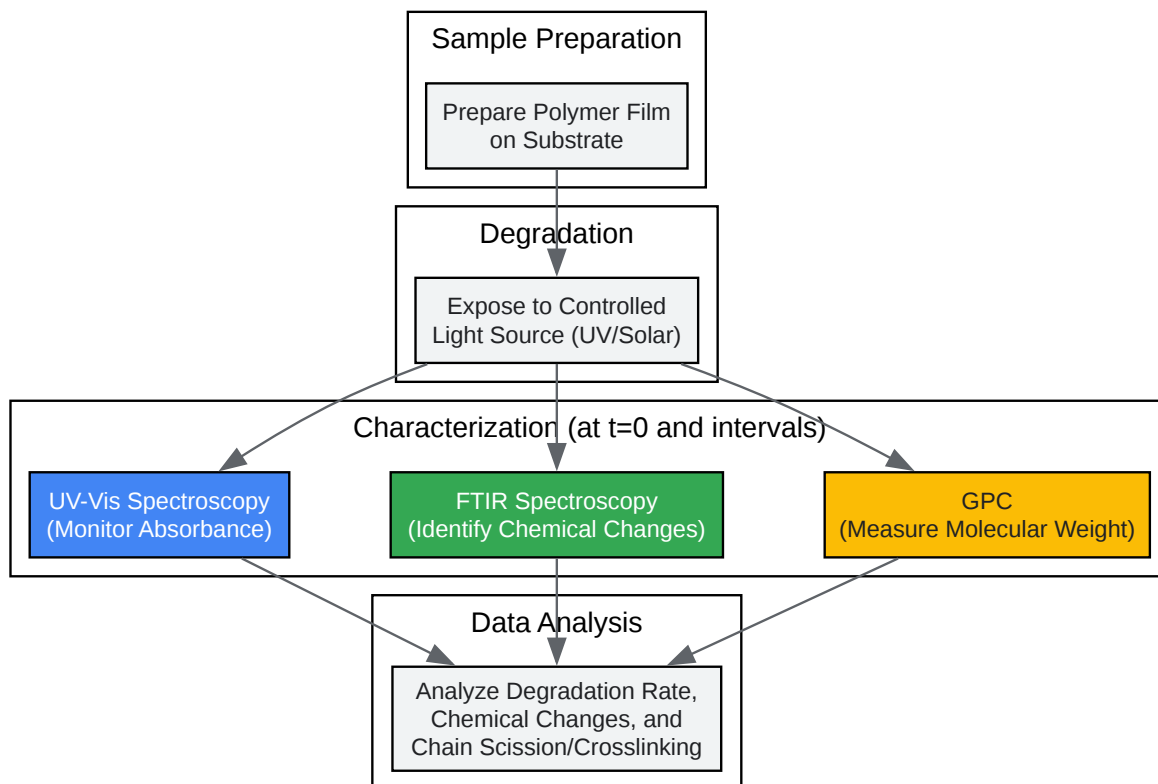 Sample Preparation
Prepare Polymer Film
on Substrate
Degradation
Expose to Controlled
Light Source (UV/Solar)
Characterization (at t=0 and intervals)
UV-Vis Spectroscopy
(Monitor Absorbance)
FTIR Spectroscopy
(Identify Chemical Changes)
GPC
(Measure Molecular Weight)
Data Analysis
Analyze Degradation Rate,
Chemical Changes, and
Chain Scission/Crosslinking